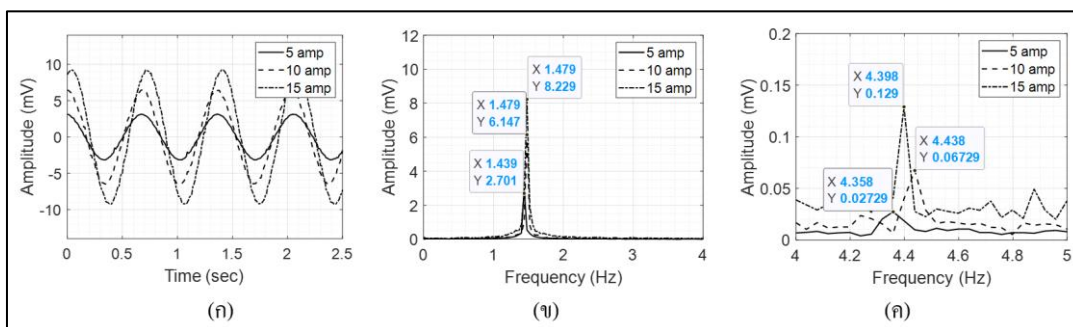 Amplitude (mV)
10
5
0
-5
-10
0
0.5
1
1.5
2
2.5
Time (sec)
5 amp
10 amp
15 amp
(ก)
Amplitude (mV)
12
10
8
6
4
2
0
0
1
2
3
4
Frequency (Hz)
5 amp
10 amp
15 amp
X 1.479
Y 8.229
X 1.479
Y 6.147
X 1.439
Y 2.701
(ข)
Amplitude (mV)
0.2
0.15
0.1
0.05
0
4
4.2
4.4
4.6
4.8
5
Frequency (Hz)
5 amp
10 amp
15 amp
X 4.398
Y 0.129
X 4.438
Y 0.06729
X 4.358
Y 0.02729
(ค)